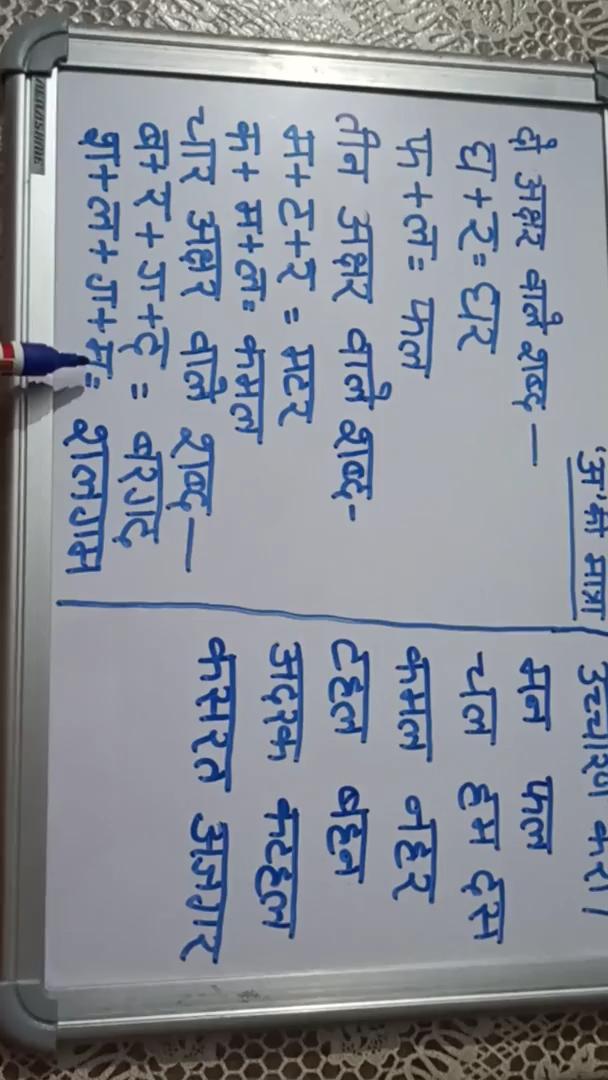 'अ' की मात्रा
दो अक्षर वाले शब्द —
घ + र = घर
फ + ल = फल
तीन अक्षर वाले शब्द-
म + ट + र = मटर
क + म + ल = कमल
चार अक्षर वाले शब्द —
ब + र + ग + द = बरगद
श + ल + ग + म = शलगम
उच्चारण करो।
मन फल
चल हम दस
कमल नहर
टहल बहन
अदरक कटहल
कसरत अजगर